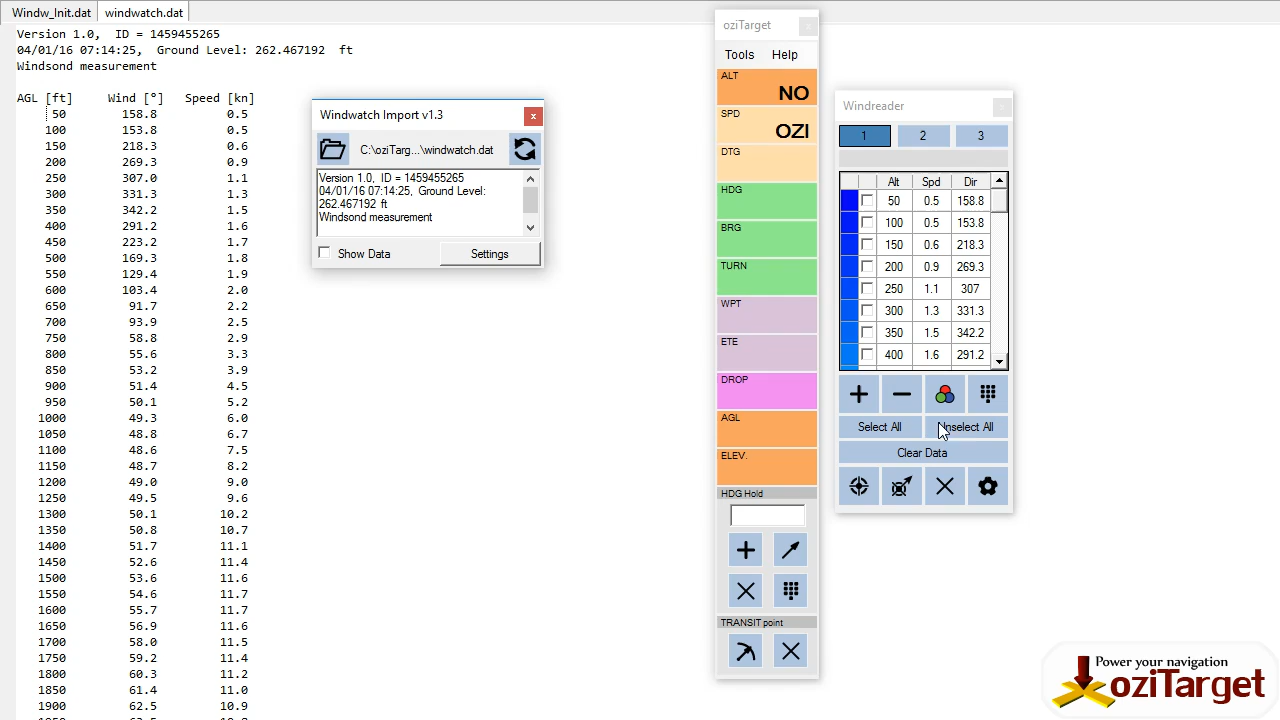 Windw_Init.dat windwatch.dat
Version 1.0, ID = 1459455265
04/01/16 07:14:25, Ground Level: 262.467192 ft
Windsond measurement
AGL [ft] Wind [°] Speed [kn]
50 158.8 0.5
100 153.8 0.5
150 218.3 0.6
200 269.3 0.9
250 307.0 1.1
300 331.3 1.3
350 342.2 1.5
400 291.2 1.6
450 223.2 1.7
500 169.3 1.8
550 129.4 1.9
600 103.4 2.0
650 91.7 2.2
700 93.9 2.5
750 58.8 2.9
800 55.6 3.3
850 53.2 3.9
900 51.4 4.5
950 50.1 5.2
1000 49.3 6.0
1050 48.8 6.7
1100 48.6 7.5
1150 48.7 8.2
1200 49.0 9.0
1250 49.5 9.6
1300 50.1 10.2
1350 50.8 10.7
1400 51.7 11.1
1450 52.6 11.4
1500 53.6 11.6
1550 54.6 11.7
1600 55.7 11.7
1650 56.9 11.6
1700 58.0 11.5
1750 59.2 11.4
1800 60.3 11.2
1850 61.4 11.0
1900 62.5 10.9
Windwatch Import v1.3
C:\oziTarg...\windwatch.dat
Version 1.0, ID = 1459455265
04/01/16 07:14:25, Ground Level:
262.467192 ft
Windsond measurement
Show Data Settings
oziTarget
Tools Help
ALT
NO
SPD
OZI
DTG
HDG
BRG
TURN
WPT
ETE
DROP
AGL
ELEV.
HDG Hold
TRANSIT point
Windreader
1 2 3
Alt Spd Dir
50 0.5 158.8
100 0.5 153.8
150 0.6 218.3
200 0.9 269.3
250 1.1 307
300 1.3 331.3
350 1.5 342.2
400 1.6 291.2
Select All Unselect All
Clear Data
Power your navigation
oziTarget